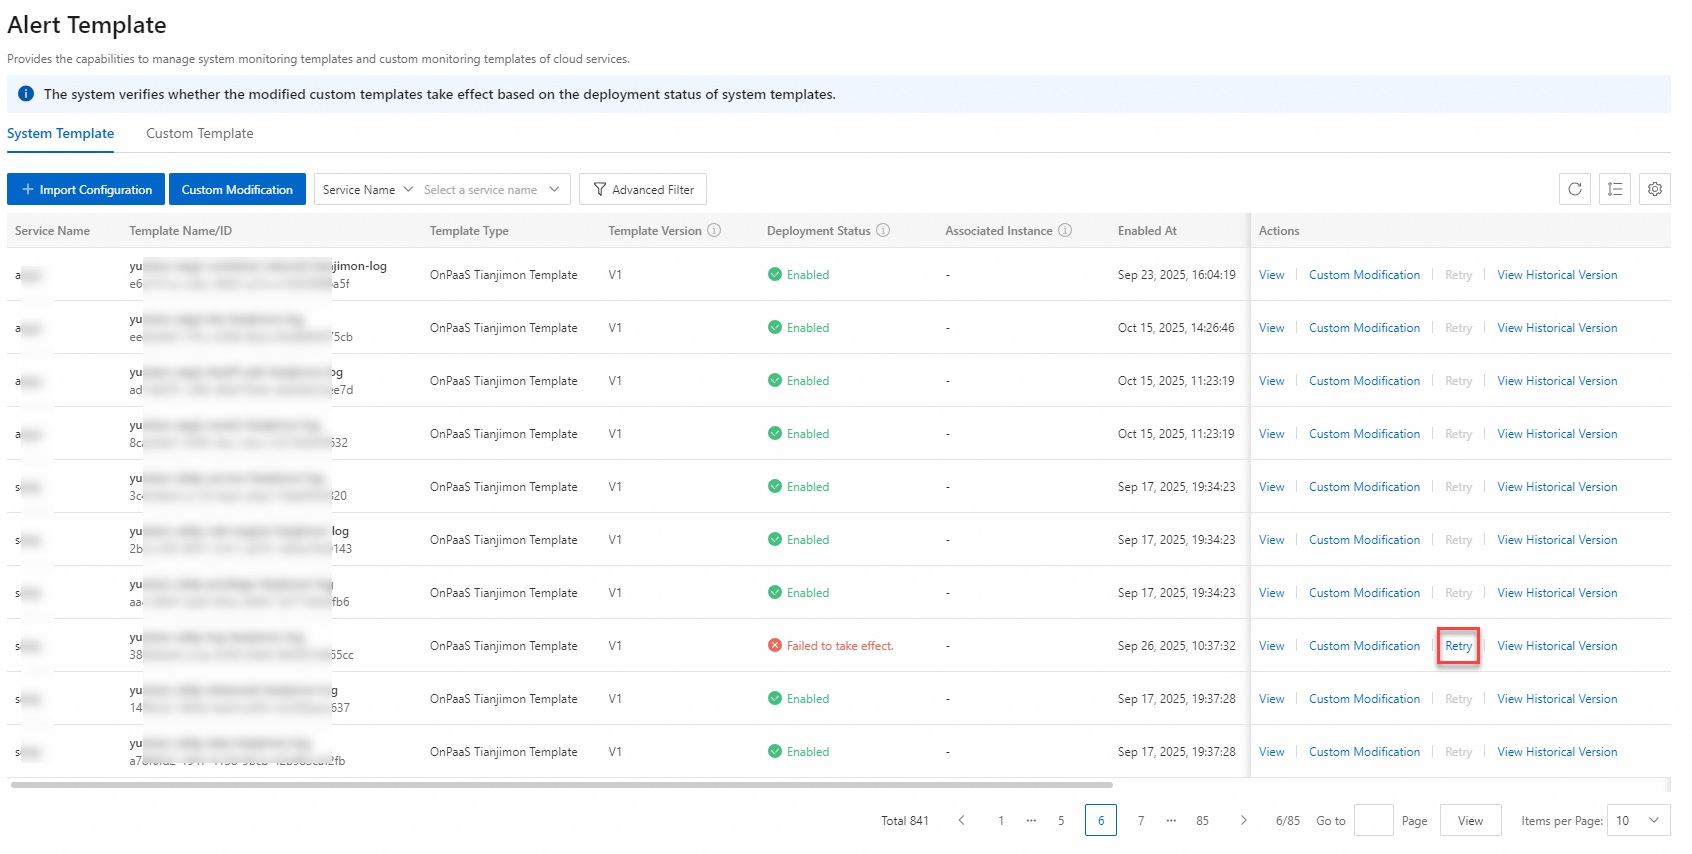 Alert Template
Provides the capabilities to manage system monitoring templates and custom monitoring templates of cloud services.
The system verifies whether the modified custom templates take effect based on the deployment status of system templates.
System Template Custom Template
Import Configuration Custom Modification Service Name Select a service name Advanced Filter
Service Name Template Name/ID Template Type Template Version Deployment Status Associated Instance Enabled At Actions
OnPaaS Tianjimon Template V1 Enabled - Sep 23, 2025, 16:04:19 View Custom Modification Retry View Historical Version
OnPaaS Tianjimon Template V1 Enabled - Oct 15, 2025, 14:26:46 View Custom Modification Retry View Historical Version
OnPaaS Tianjimon Template V1 Enabled - Oct 15, 2025, 11:23:19 View Custom Modification Retry View Historical Version
OnPaaS Tianjimon Template V1 Enabled - Oct 15, 2025, 11:23:19 View Custom Modification Retry View Historical Version
OnPaaS Tianjimon Template V1 Enabled - Sep 17, 2025, 19:34:23 View Custom Modification Retry View Historical Version
OnPaaS Tianjimon Template V1 Enabled - Sep 17, 2025, 19:34:23 View Custom Modification Retry View Historical Version
OnPaaS Tianjimon Template V1 Enabled - Sep 17, 2025, 19:34:23 View Custom Modification Retry View Historical Version
OnPaaS Tianjimon Template V1 Failed to take effect. - Sep 26, 2025, 10:37:32 View Custom Modification Retry View Historical Version
OnPaaS Tianjimon Template V1 Enabled - Sep 17, 2025, 19:37:28 View Custom Modification Retry View Historical Version
OnPaaS Tianjimon Template V1 Enabled - Sep 17, 2025, 19:37:28 View Custom Modification Retry View Historical Version
Total 841 1 ··· 5 6 7 ··· 85 6/85 Go to Page View Items per Page: 10